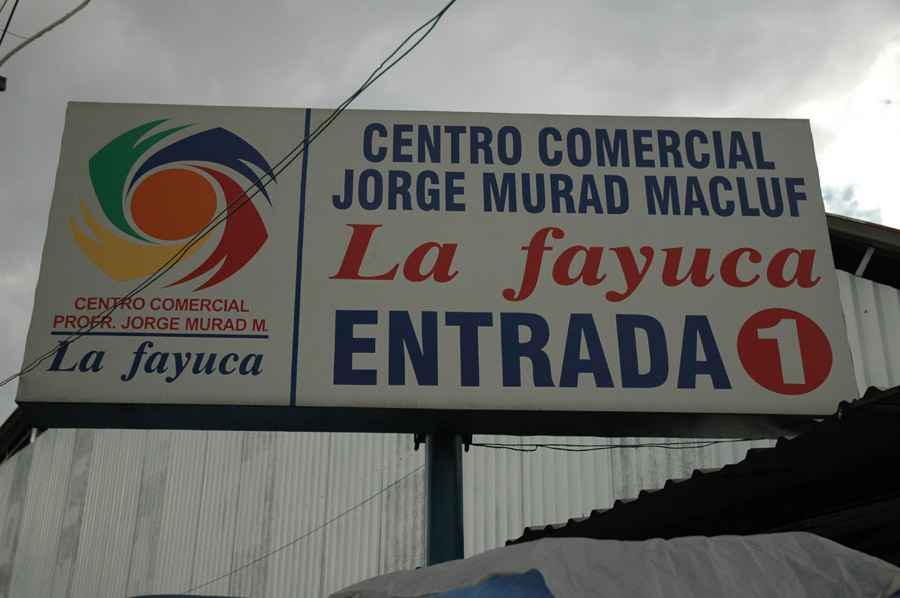 CENTRO COMERCIAL
PROFR. JORGE MURAD M.
La fayuca
CENTRO COMERCIAL
JORGE MURAD MACLUF
La fayuca
ENTRADA 1